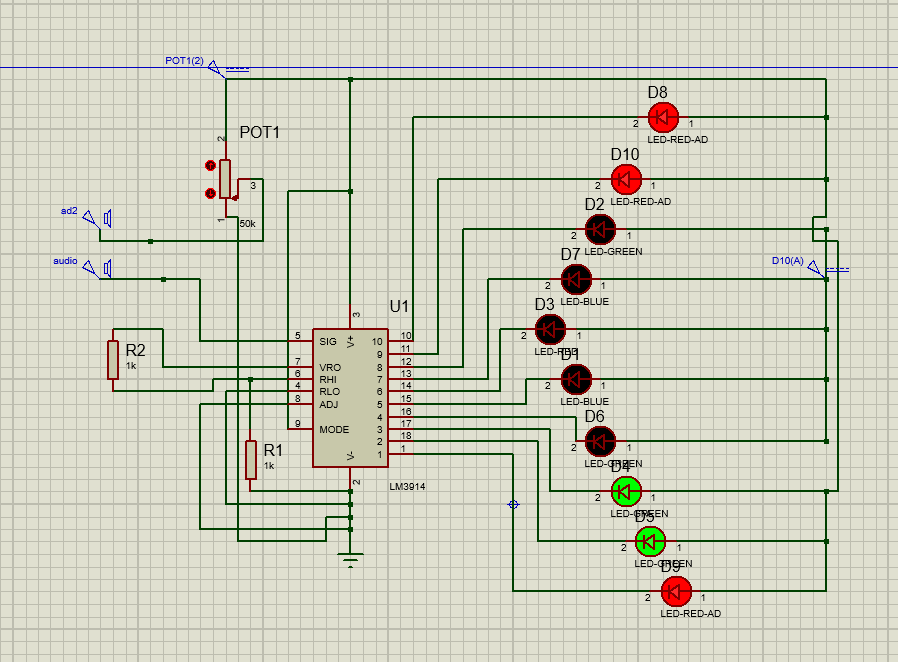 POT1(2)
D8
2
1
LED-RED-AD
2
POT1
3
1
50k
D10
2
1
LED-RED-AD
ad2
D2
2
1
LED-GREEN
audio
D7
2
1
LED-BLUE
D10(A)
U1
3
D3
2
1
LED-RED
R2
1k
5
7
6
4
8
9
SIG
VRO
RHI
RLO
ADJ
MODE
V+
V-
10
9
8
7
6
5
4
3
2
1
10
11
12
13
14
15
16
17
18
1
2
LM3914
D1
2
1
LED-BLUE
D6
2
1
LED-GREEN
R1
1k
D4
2
1
LED-GREEN
D5
2
1
LED-GREEN
D9
2
1
LED-RED-AD